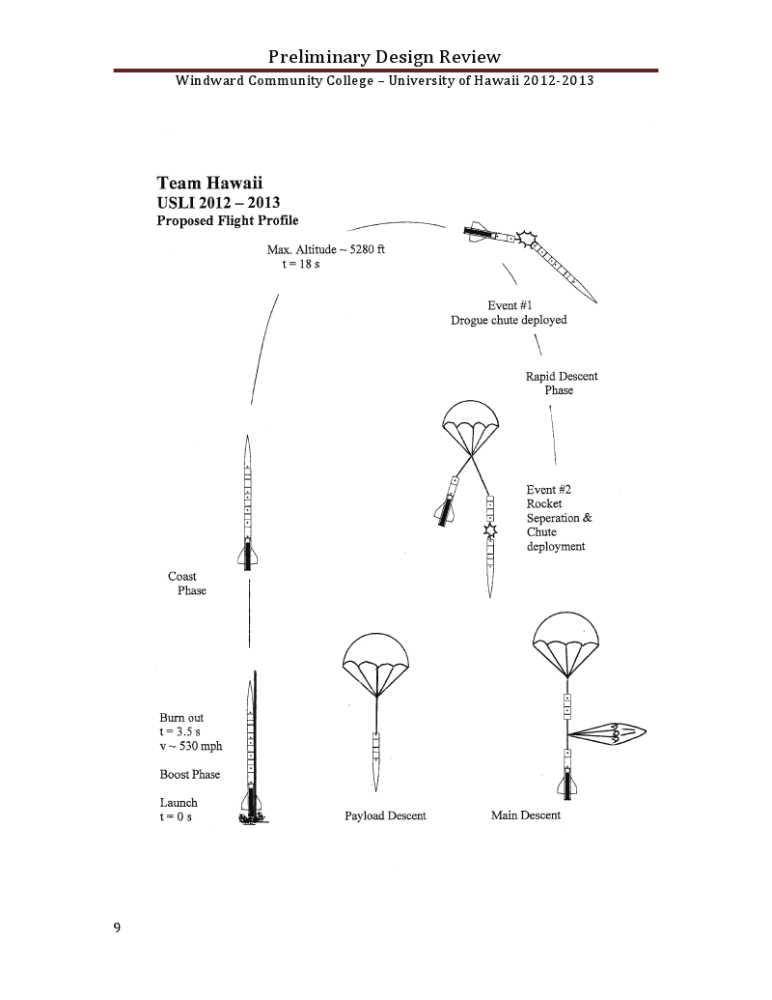 Preliminary Design Review
Windward Community College – University of Hawaii 2012-2013
Team Hawaii
USLI 2012 – 2013
Proposed Flight Profile
Max. Altitude ~ 5280 ft
t = 18 s
Event #1
Drogue chute deployed
Rapid Descent
Phase
Event #2
Rocket
Seperation &
Chute
deployment
Coast
Phase
Burn out
t = 3.5 s
v ~ 530 mph
Boost Phase
Launch
t = 0 s
Payload Descent
Main Descent
9